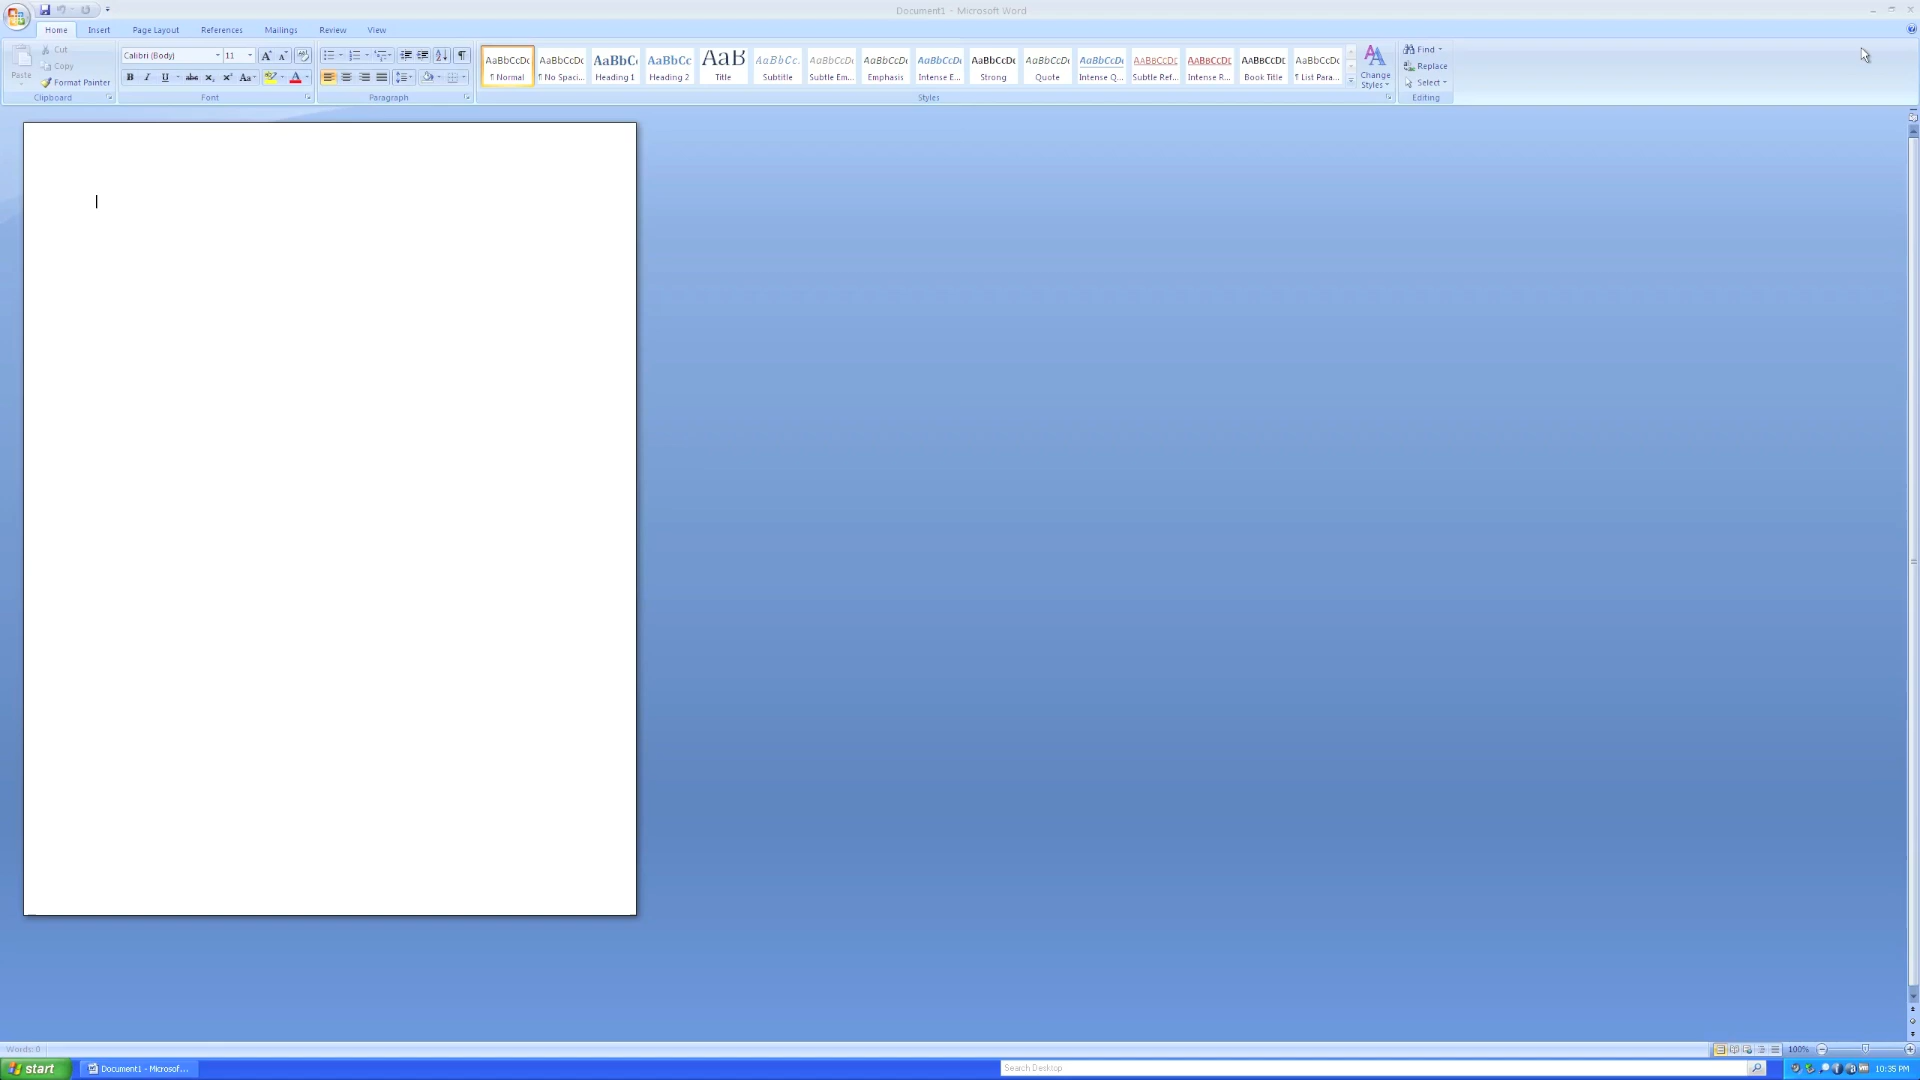 Document1 - Microsoft Word
Home Insert Page Layout References Mailings Review View
Paste
Cut
Copy
Format Painter
Clipboard
Calibri (Body) 11
B I U abc x₂ x² Aa
Font
Paragraph
AaBbCcDc AaBbCcDc AaBbC AaBbCc AaB AaBbCc. AaBbCcDc AaBbCcDc AaBbCcDc AaBbCcDc AaBbCcDc AaBbCcDc AaBbCcDc AaBbCcDc AaBbCcDc AaBbCcDc
¶ Normal ¶ No Spaci... Heading 1 Heading 2 Title Subtitle Subtle Em... Emphasis Intense E... Strong Quote Intense Q... Subtle Ref... Intense R... Book Title ¶ List Para...
Styles
Change
Styles
Find
Replace
Select
Editing
Words: 0
100%
start
Document1 - Microsof...
Search Desktop
10:35 PM